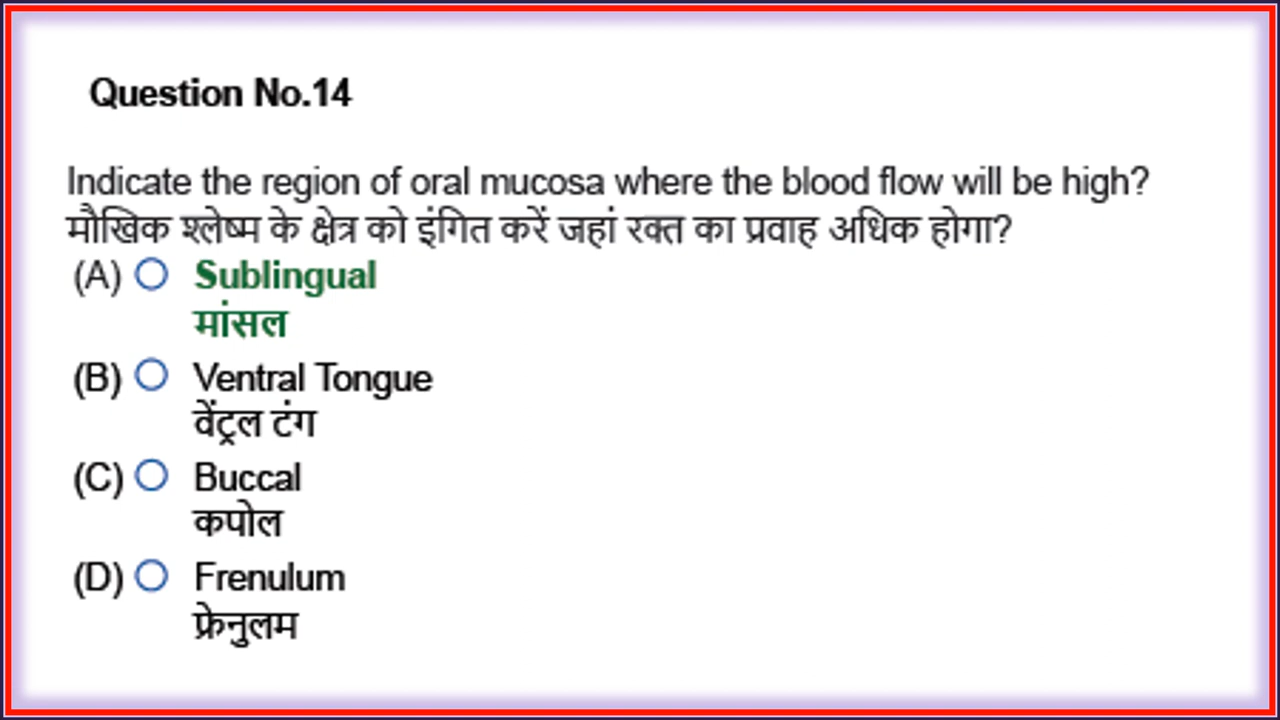 Question No.14
Indicate the region of oral mucosa where the blood flow will be high?
मौखिक श्लेष्म के क्षेत्र को इंगित करें जहां रक्त का प्रवाह अधिक होगा?
(A) Sublingual
मांसल
(B) Ventral Tongue
वेंट्रल टंग
(C) Buccal
कपोल
(D) Frenulum
फ्रेनुलम